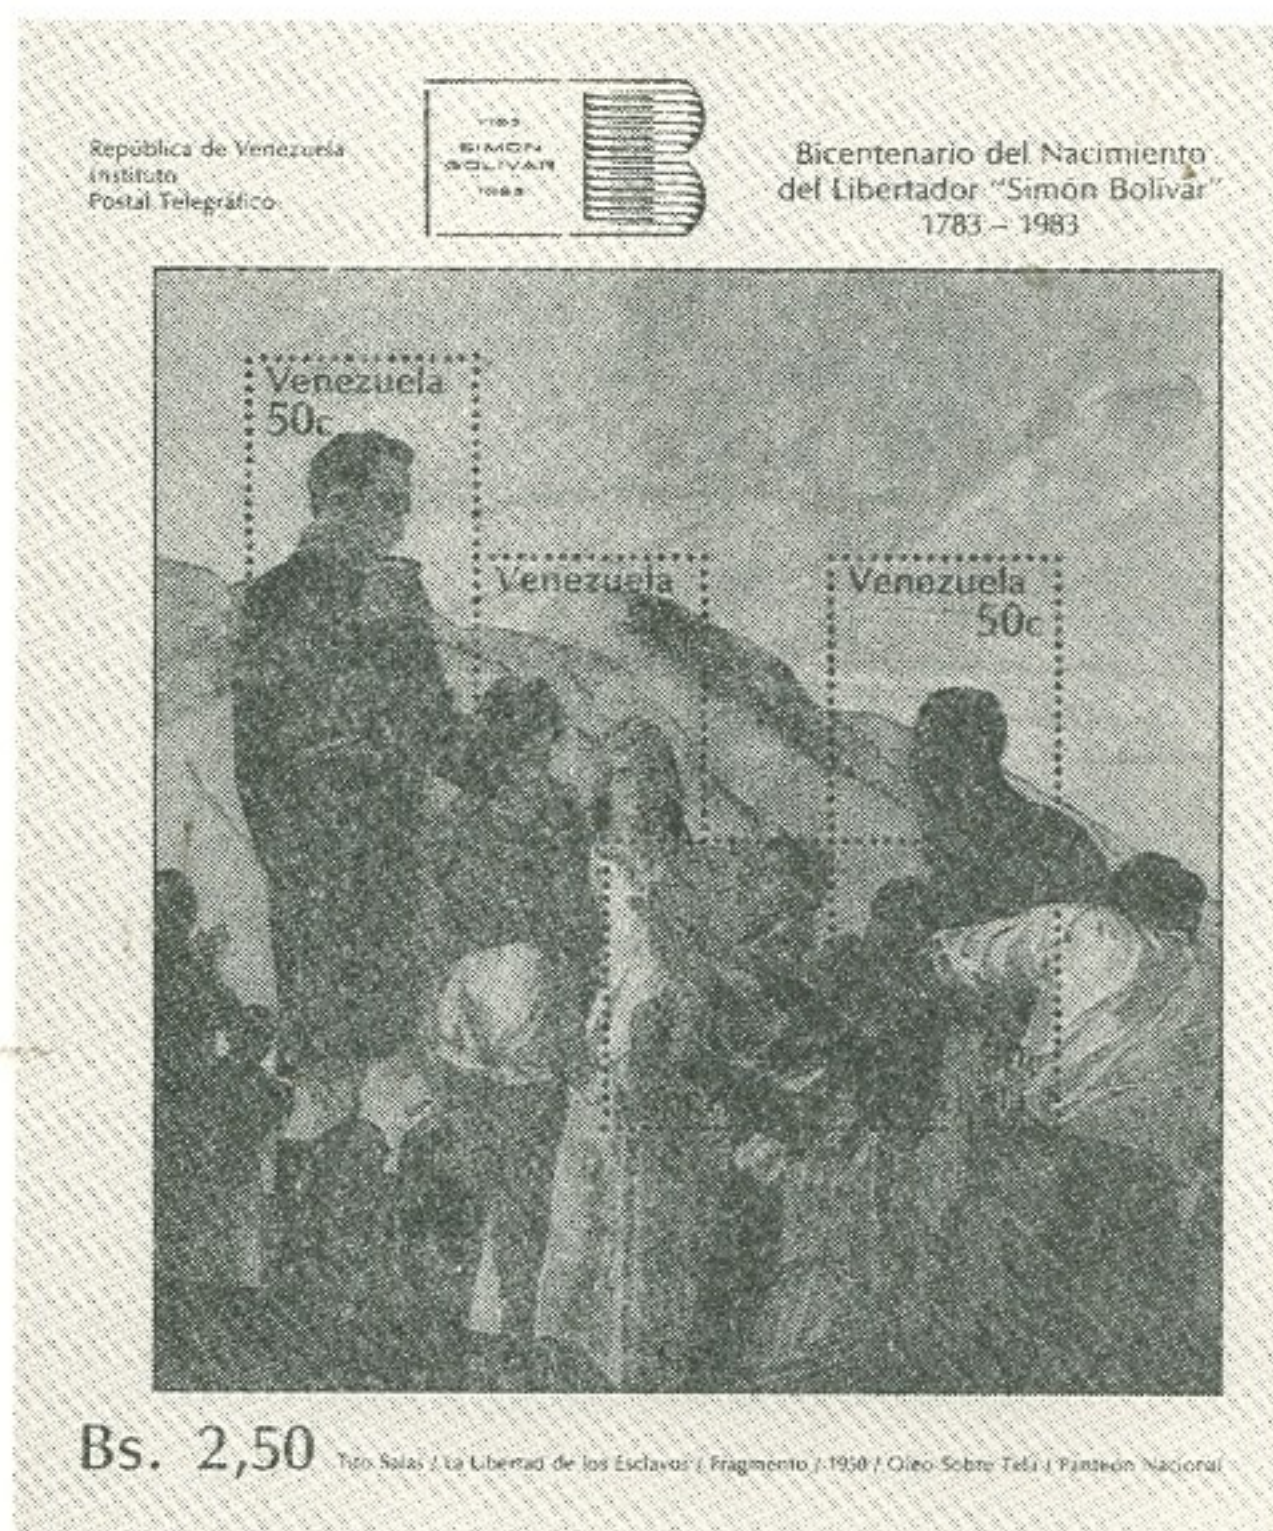 República de Venezuela
Instituto
Postal Telegráfico
1783
SIMON
BOLIVAR
1983
Bicentenario del Nacimiento
del Libertador "Simón Bolívar"
1783 – 1983
Venezuela
50c
Venezuela
Venezuela
50c
Bs. 2,50
Tito Salas / La Libertad de los Esclavos / Fragmento / 1950 / Oleo Sobre Tela / Panteón Nacional